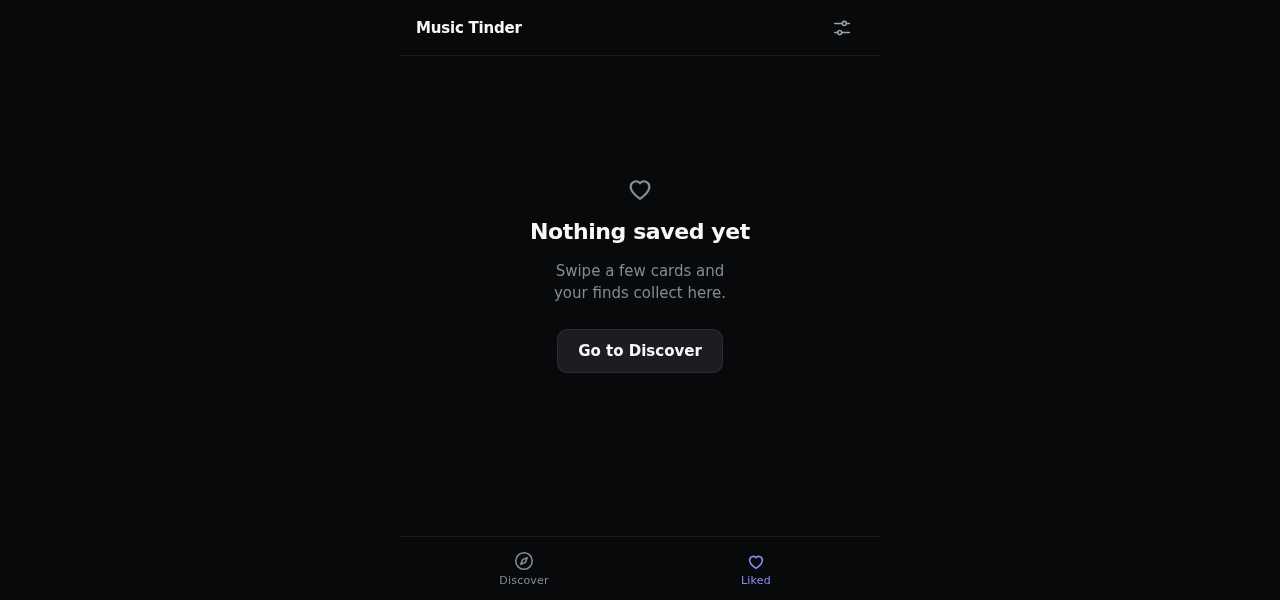 Music Tinder
Nothing saved yet
Swipe a few cards and
your finds collect here.
Go to Discover
Discover
Liked